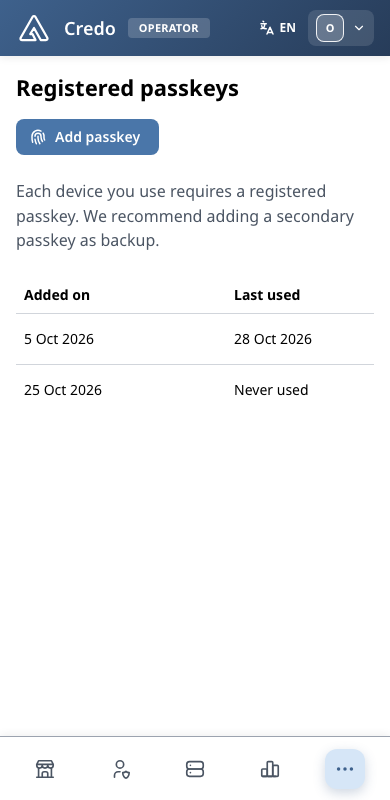 Credo OPERATOR EN O
Registered passkeys
Add passkey
Each device you use requires a registered
passkey. We recommend adding a secondary
passkey as backup.
Added on Last used
5 Oct 2026 28 Oct 2026
25 Oct 2026 Never used